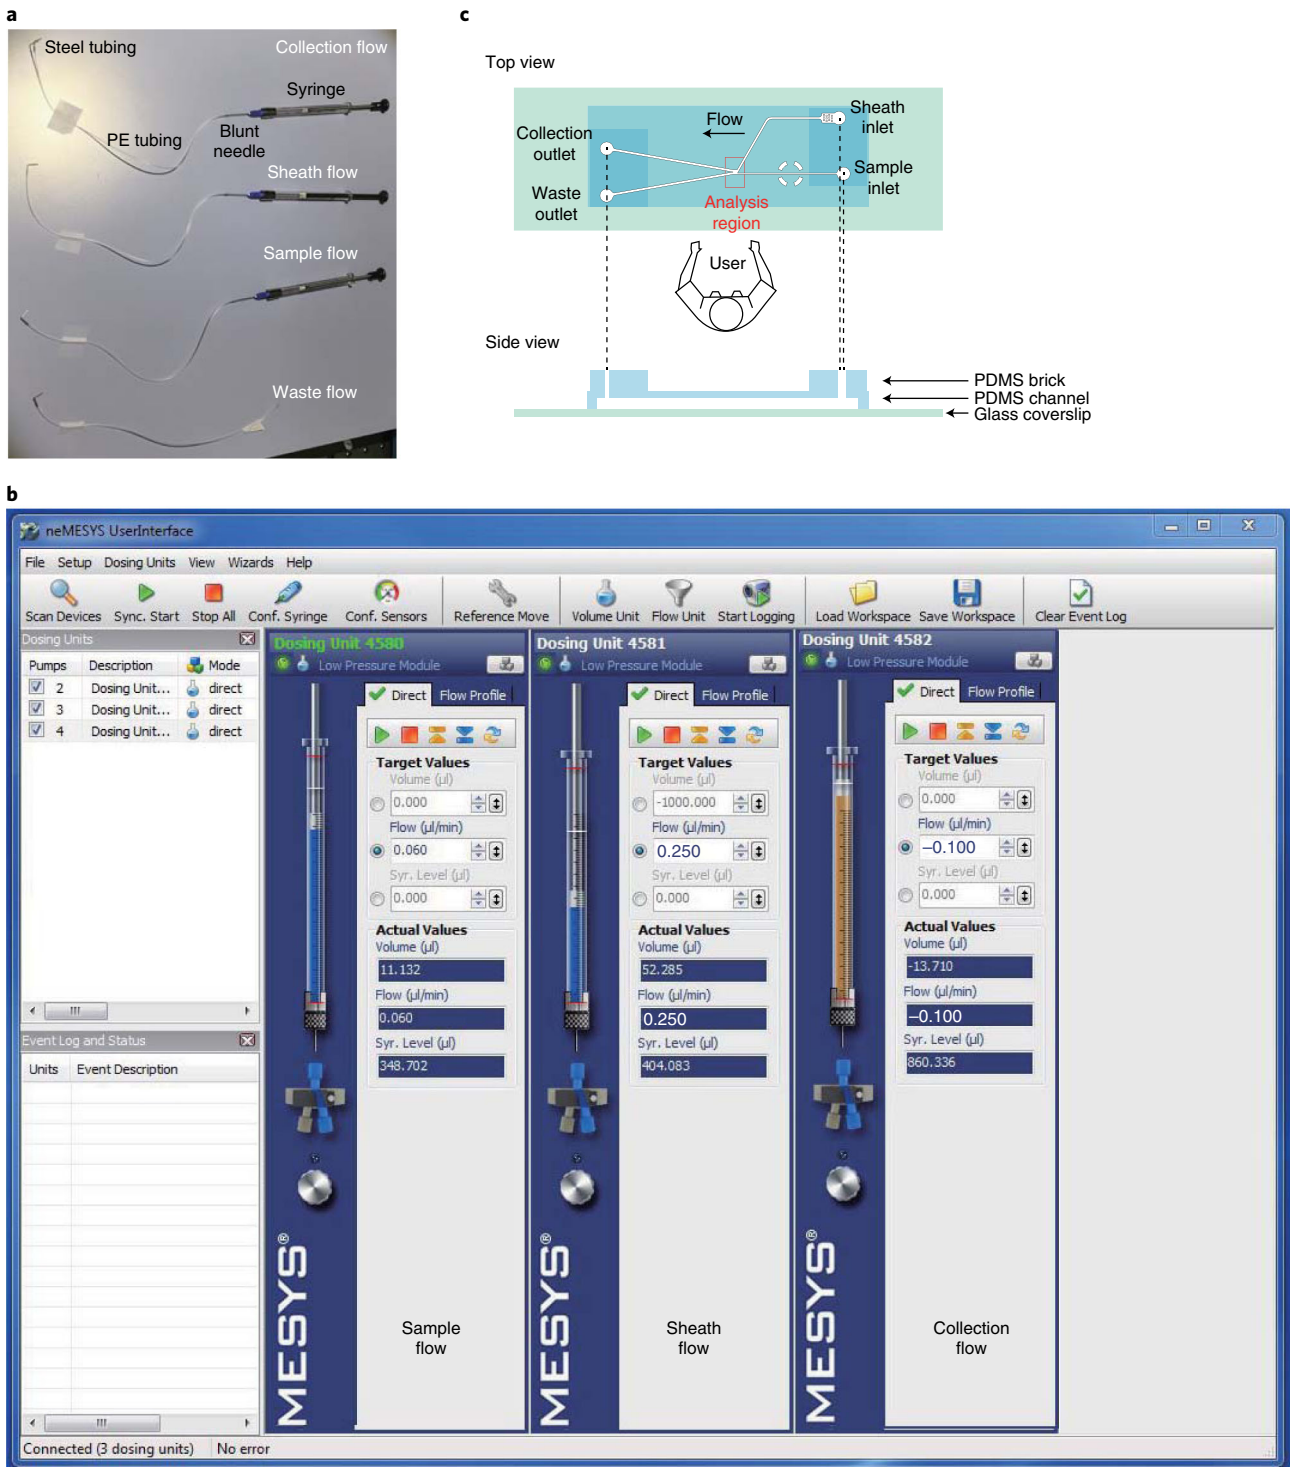 a
Steel tubing
Collection flow
Syringe
PE tubing
Blunt
needle
Sheath flow
Sample flow
Waste flow
c
Top view
Sheath
inlet
Flow
Collection
outlet
Sample
inlet
Waste
outlet
Analysis
region
User
Side view
PDMS brick
PDMS channel
Glass coverslip
b
neMESYS UserInterface
File Setup Dosing Units View Wizards Help
Scan Devices Sync. Start Stop All Conf. Syringe Conf. Sensors Reference Move Volume Unit Flow Unit Start Logging Load Workspace Save Workspace Clear Event Log
Dosing Units
Pumps Description Mode
2 Dosing Unit... direct
3 Dosing Unit... direct
4 Dosing Unit... direct
Event Log and Status
Units Event Description
Dosing Unit 4580
Low Pressure Module
Direct Flow Profile
Target Values
Volume (µl)
0.000
Flow (µl/min)
0.060
Syr. Level (µl)
0.000
Actual Values
Volume (µl)
11.132
Flow (µl/min)
0.060
Syr. Level (µl)
348.702
MESYS®
Sample
flow
Dosing Unit 4581
Low Pressure Module
Direct Flow Profile
Target Values
Volume (µl)
-1000.000
Flow (µl/min)
0.250
Syr. Level (µl)
0.000
Actual Values
Volume (µl)
52.285
Flow (µl/min)
0.250
Syr. Level (µl)
404.083
MESYS®
Sheath
flow
Dosing Unit 4582
Low Pressure Module
Direct Flow Profile
Target Values
Volume (µl)
0.000
Flow (µl/min)
–0.100
Syr. Level (µl)
0.000
Actual Values
Volume (µl)
-13.710
Flow (µl/min)
–0.100
Syr. Level (µl)
860.336
MESYS®
Collection
flow
Connected (3 dosing units) No error